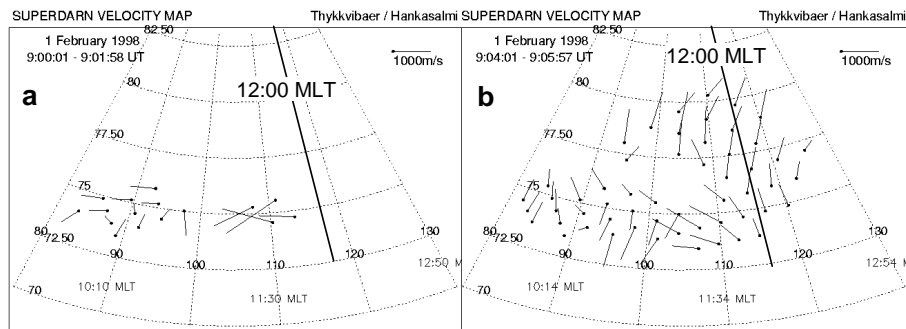 SUPERDARN VELOCITY MAP
Thykkvibaer / Hankasalmi
1 February 1998
9:00:01 - 9:01:58 UT
1000m/s
12:00 MLT
a
82.50
80
77.50
75
72.50
70
80
90
100
110
120
130
10:10 MLT
11:30 MLT
12:50 M
SUPERDARN VELOCITY MAP
Thykkvibaer / Hankasalmi
1 February 1998
9:04:01 - 9:05:57 UT
1000m/s
12:00 MLT
b
82.50
80
77.50
75
72.50
70
80
90
100
110
120
130
10:14 MLT
11:34 MLT
12:54